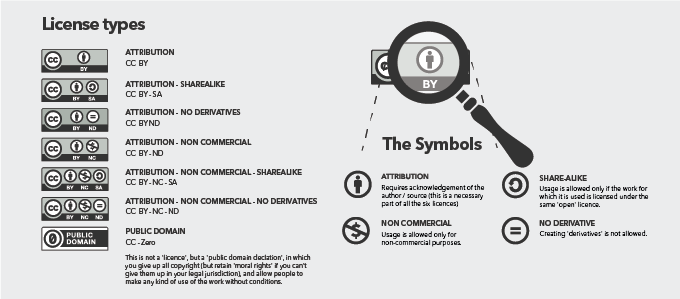 License types
cc
BY
ATTRIBUTION
CC BY
cc
BY SA
ATTRIBUTION - SHAREALIKE
CC BY-SA
cc
BY ND
ATTRIBUTION - NO DERIVATIVES
CC BYND
cc
BY NC
ATTRIBUTION - NON COMMERCIAL
CC BY-ND
cc
BY NC SA
ATTRIBUTION - NON COMMERCIAL - SHAREALIKE
CC BY-NC-SA
cc
BY NC ND
ATTRIBUTION - NON COMMERCIAL - NO DERIVATIVES
CC BY-NC-ND
PUBLIC
DOMAIN
PUBLIC DOMAIN
CC -Zero
This is not a 'licence', but a 'public domain declation', in which
you give up all copyright (but retain 'moral rights' if you can't
give them up in your legal jurisdiction), and allow people to
make any kind of use of the work without conditions.
BY
The Symbols
ATTRIBUTION
Requires acknowledgement of the
author / source (this is a necessary
part of all the six licences)
SHARE-ALIKE
Usage is allowed only if the work for
which it is used is licensed under the
same 'open' licence.
NON COMMERCIAL
Usage is allowed only for
non-commercial purposes.
NO DERIVATIVE
Creating 'derivatives' is not allowed.